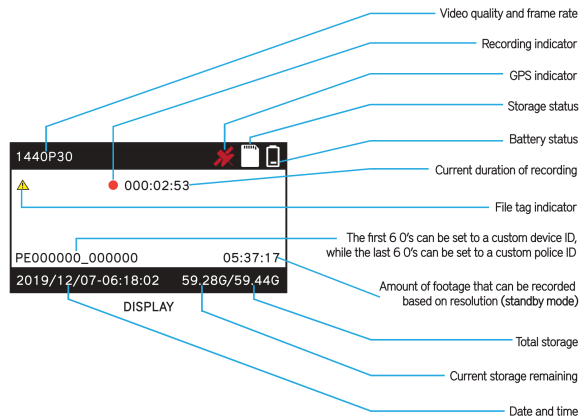 Video quality and frame rate
Recording indicator
GPS indicator
Storage status
Battery status
1440P30
Current duration of recording
000:02:53
File tag indicator
The first 6 0's can be set to a custom device ID,
while the last 6 0's can be set to a custom police ID
PE000000_000000
05:37:17
2019/12/07-06:18:02
59.28G/59.44G
Amount of footage that can be recorded
based on resolution (standby mode)
DISPLAY
Total storage
Current storage remaining
Date and time